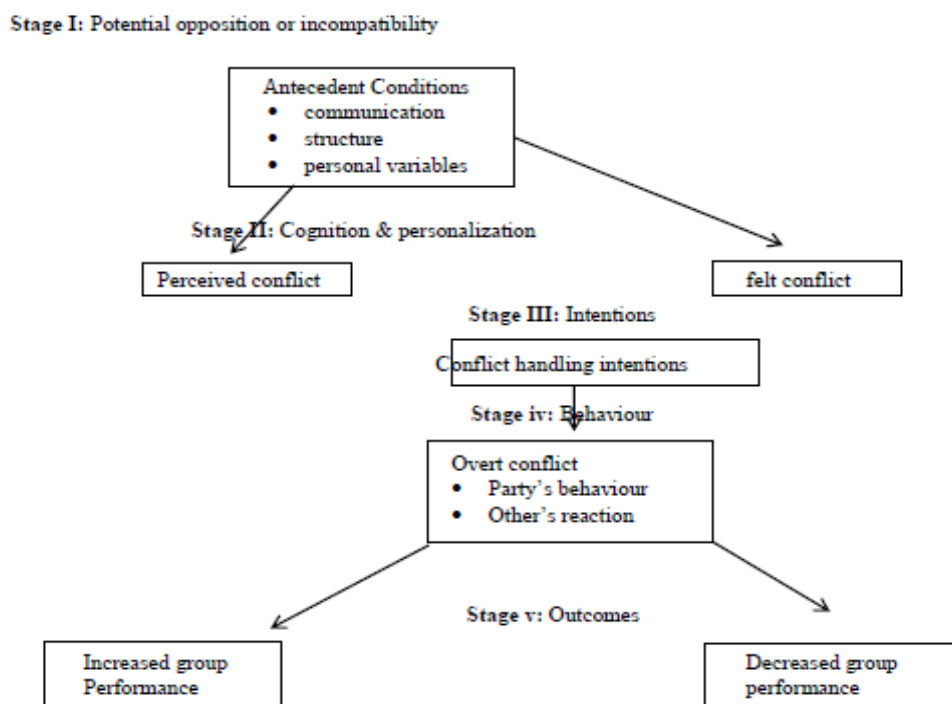 Stage I: Potential opposition or incompatibility
Antecedent Conditions
• communication
• structure
• personal variables
Stage II: Cognition & personalization
Perceived conflict
felt conflict
Stage III: Intentions
Conflict handling intentions
Stage iv: Behaviour
Overt conflict
• Party's behaviour
• Other's reaction
Stage v: Outcomes
Increased group
Performance
Decreased group
performance